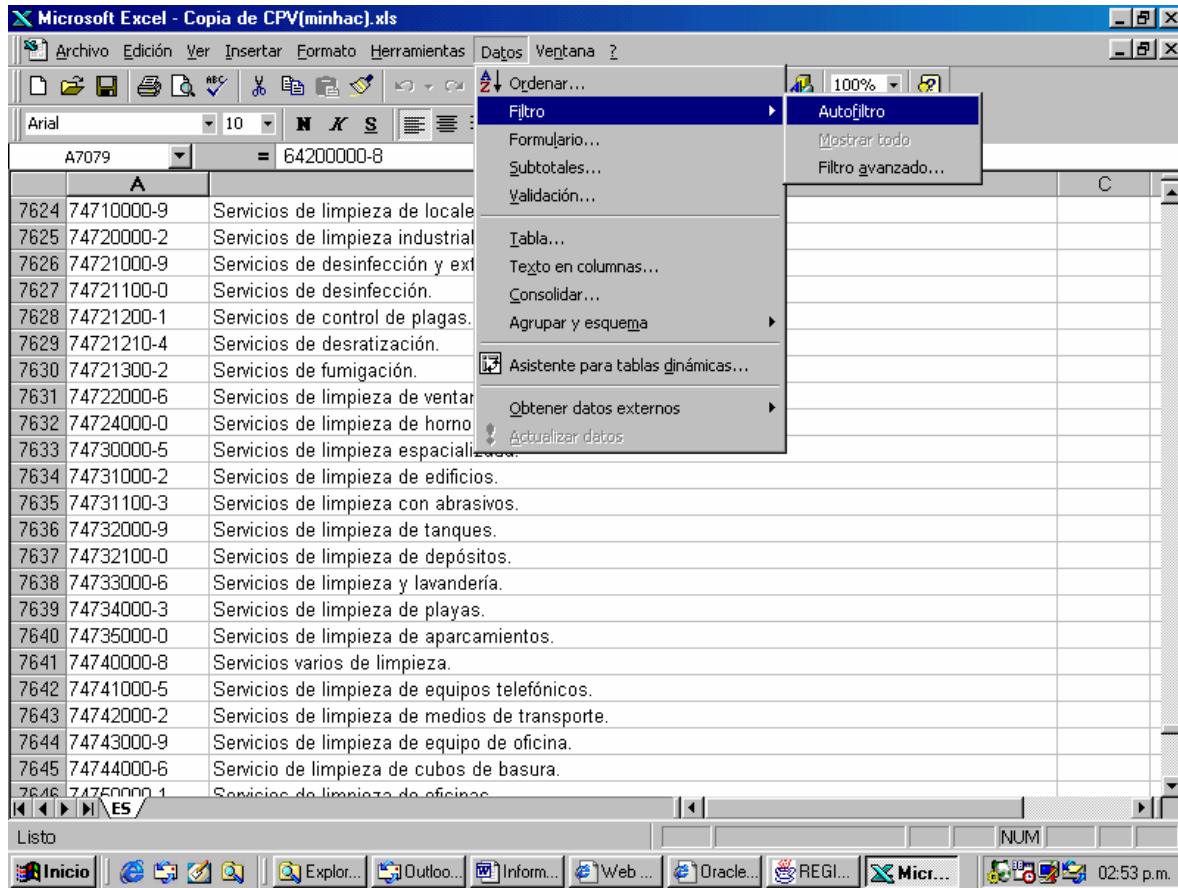 Microsoft Excel - Copia de CPV(minhac).xls
Archivo Edición Ver Insertar Formato Herramientas Datos Ventana ?
100%
Arial 10 N K S
A7079 = 64200000-8
Ordenar...
Filtro
Formulario...
Subtotales...
Validación...
Tabla...
Texto en columnas...
Consolidar...
Agrupar y esquema
Asistente para tablas dinámicas...
Obtener datos externos
Actualizar datos
Autofiltro
Mostrar todo
Filtro avanzado...
A C
7624 74710000-9 Servicios de limpieza de locale
7625 74720000-2 Servicios de limpieza industrial
7626 74721000-9 Servicios de desinfección y ext
7627 74721100-0 Servicios de desinfección.
7628 74721200-1 Servicios de control de plagas.
7629 74721210-4 Servicios de desratización.
7630 74721300-2 Servicios de fumigación.
7631 74722000-6 Servicios de limpieza de ventar
7632 74724000-0 Servicios de limpieza de horno
7633 74730000-5 Servicios de limpieza espacializada.
7634 74731000-2 Servicios de limpieza de edificios.
7635 74731100-3 Servicios de limpieza con abrasivos.
7636 74732000-9 Servicios de limpieza de tanques.
7637 74732100-0 Servicios de limpieza de depósitos.
7638 74733000-6 Servicios de limpieza y lavandería.
7639 74734000-3 Servicios de limpieza de playas.
7640 74735000-0 Servicios de limpieza de aparcamientos.
7641 74740000-8 Servicios varios de limpieza.
7642 74741000-5 Servicios de limpieza de equipos telefónicos.
7643 74742000-2 Servicios de limpieza de medios de transporte.
7644 74743000-9 Servicios de limpieza de equipo de oficina.
7645 74744000-6 Servicio de limpieza de cubos de basura.
7646 74750000-1 Servicios de limpieza de oficinas
ES
Listo NUM
Inicio Explor... Outloo... Inform... Web ... Oracle... REGI... Micr... 02:53 p.m.